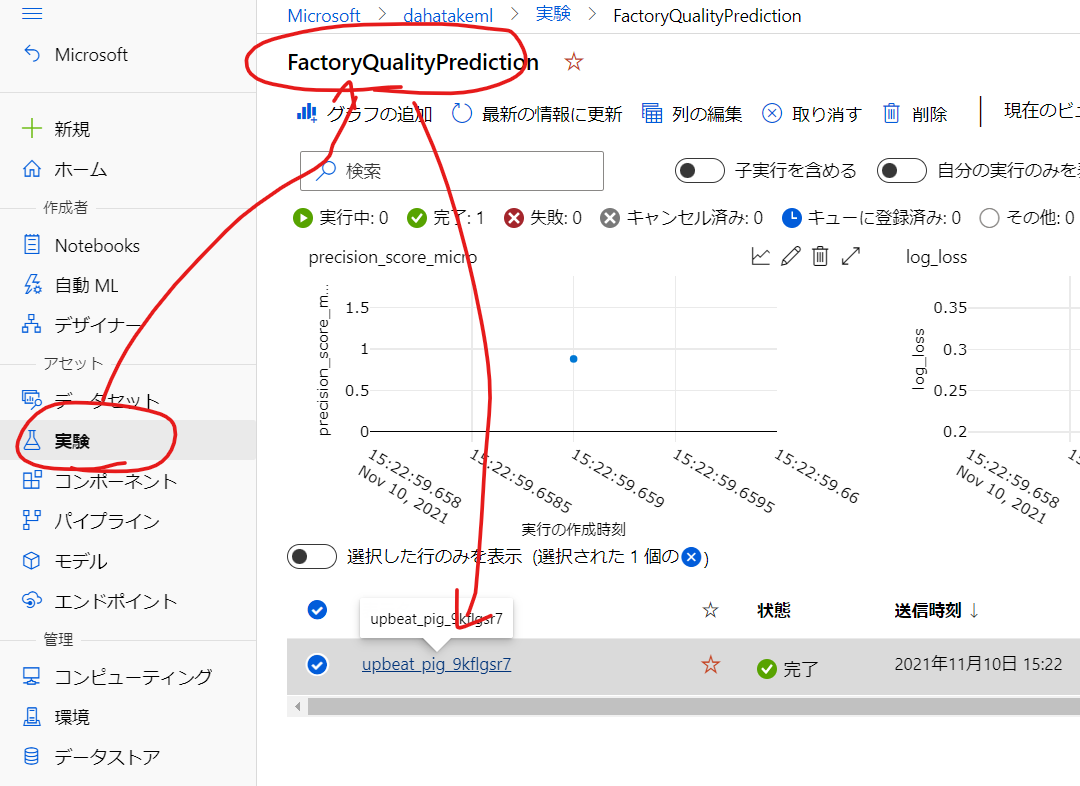 Microsoft
新規
ホーム
作成者
Notebooks
自動 ML
デザイナー
アセット
データセット
実験
コンポーネント
パイプライン
モデル
エンドポイント
管理
コンピューティング
環境
データストア
Microsoft > dahatakeml > 実験 > FactoryQualityPrediction
FactoryQualityPrediction
グラフの追加 最新の情報に更新 列の編集 取り消す 削除 現在のビュ
検索 子実行を含める 自分の実行のみを表
実行中: 0 完了: 1 失敗: 0 キャンセル済み: 0 キューに登録済み: 0 その他: 0
precision_score_micro
precision_score_m...
1.5
1
0.5
0
15:22:59.658
Nov 10, 2021
15:22:59.6585
15:22:59.659
15:22:59.6595
15:22:59.66
実行の作成時刻
log_loss
log_loss
0.35
0.3
0.25
0.2
15:22:59.658
Nov 10, 2021
選択した行のみを表示 (選択された 1 個の )
upbeat_pig_9kflgsr7
状態 送信時刻 ↓
upbeat_pig_9kflgsr7 完了 2021年11月10日 15:22